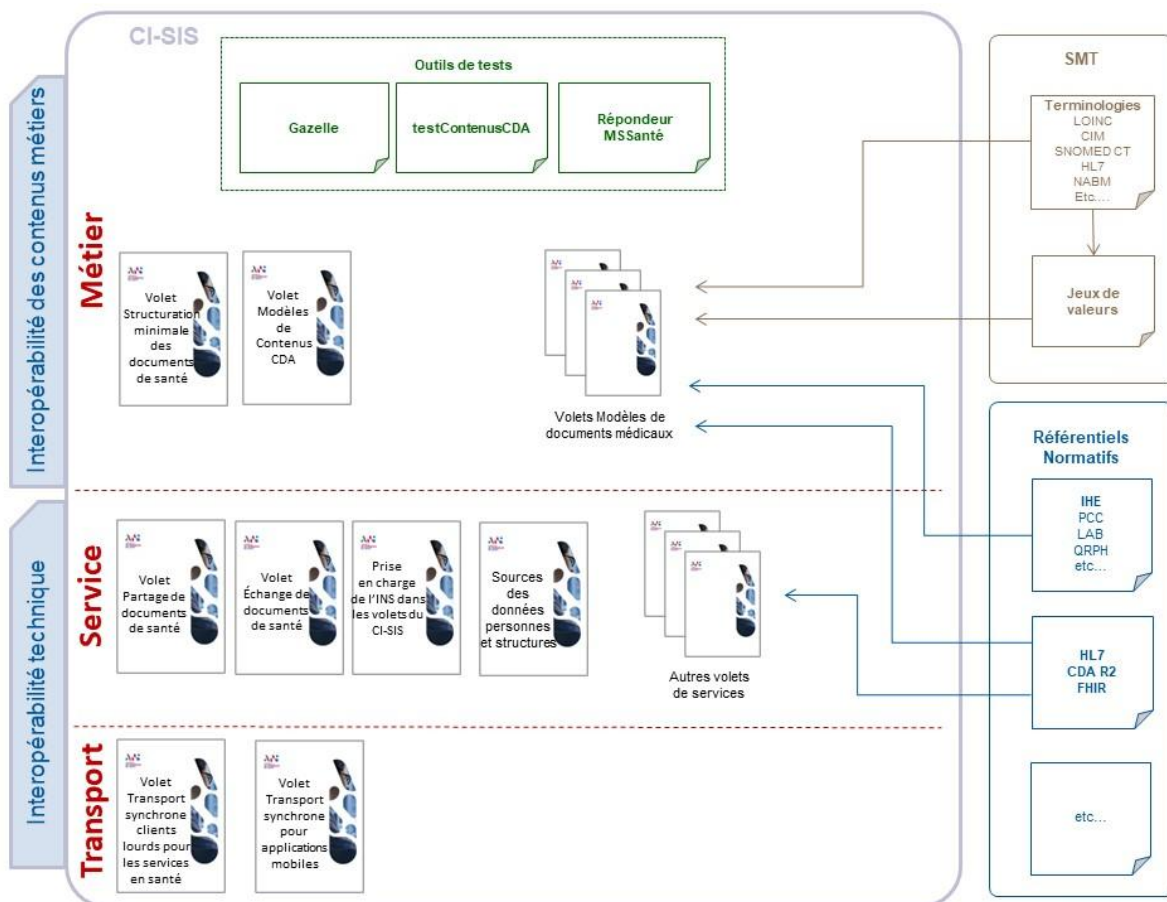 CI-SIS
Interopérabilité des contenus métiers
Interopérabilité technique
Métier
Outils de tests
Gazelle
testContenusCDA
Répondeur
MSSanté
Volet
Structuration
minimale
des
documents
de santé
Volet
Modèles
de
Contenus
CDA
Volets Modèles de
documents médicaux
Service
Volet
Partage de
documents
de santé
Volet
Échange de
documents
de santé
Prise
en charge
de l'INS dans
les volets du
CI-SIS
Sources
des
données
personnes
et structures
Autres volets
de services
Transport
Volet
Transport
synchrone
clients
lourds pour
les services
en santé
Volet
Transport
synchrone
pour
applications
mobiles
SMT
Terminologies
LOINC
CIM
SNOMED CT
HL7
NABM
Etc....
Jeux de
valeurs
Référentiels
Normatifs
IHE
PCC
LAB
QRPH
etc...
HL7
CDA R2
FHIR
etc...